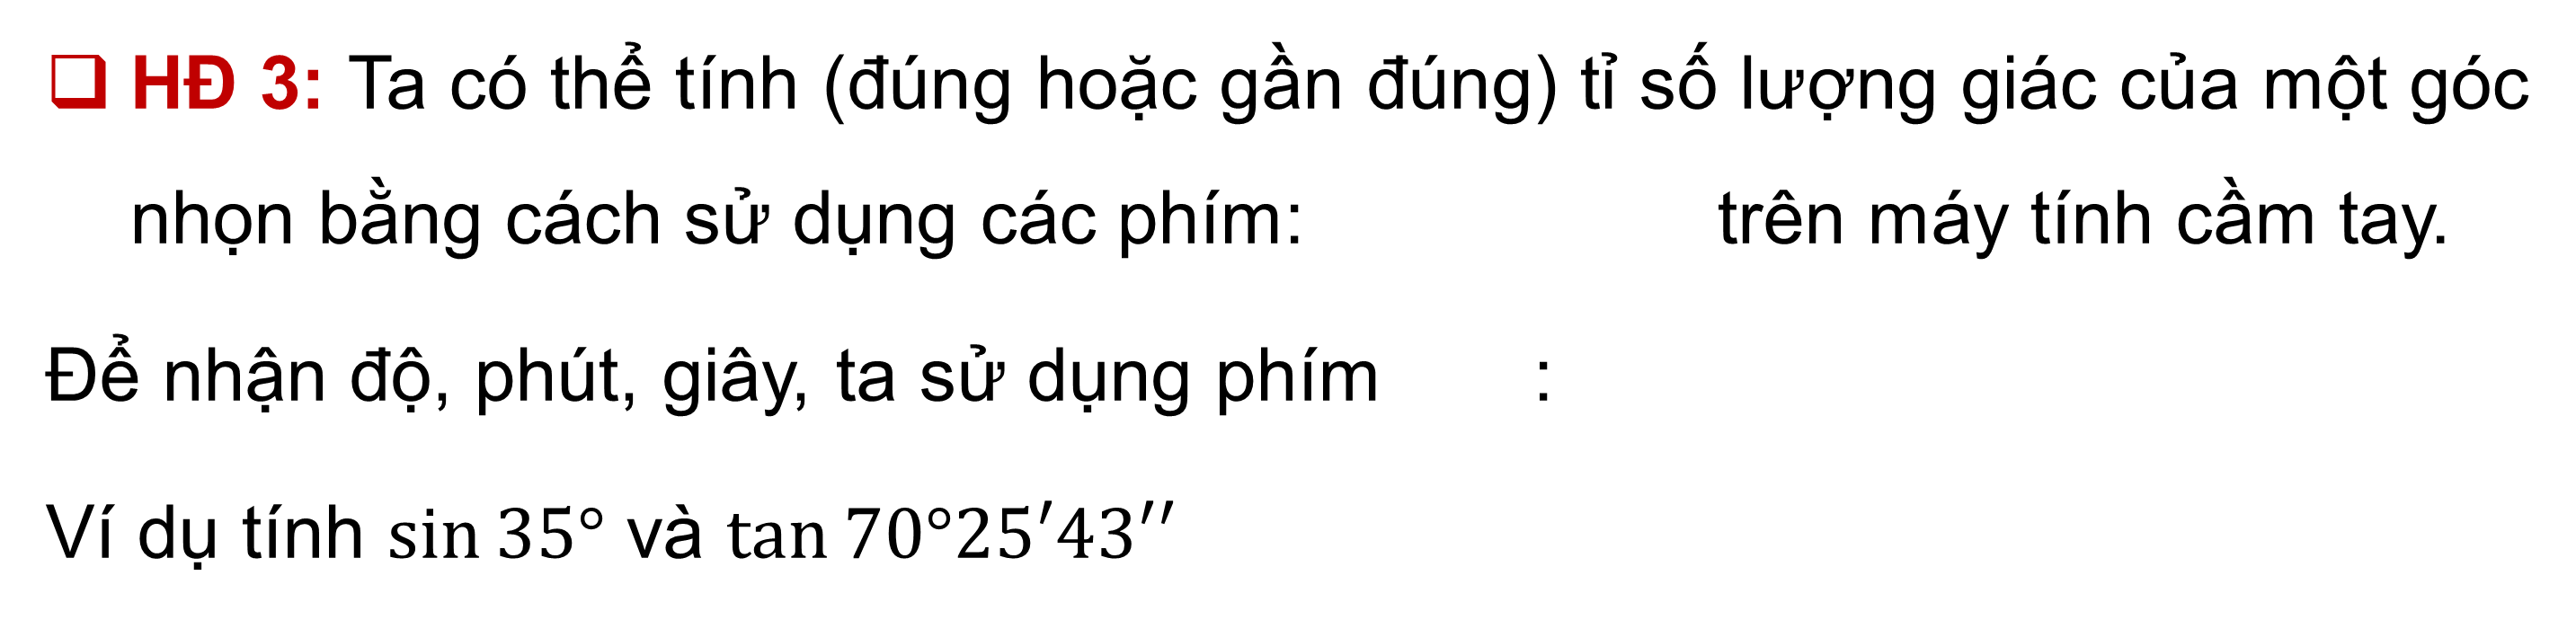 ❑ HĐ 3: Ta có thể tính (đúng hoặc gần đúng) tỉ số lượng giác của một góc
nhọn bằng cách sử dụng các phím: trên máy tính cầm tay.
Để nhận độ, phút, giây, ta sử dụng phím :
Ví dụ tính sin 35° và tan 70°25′43′′